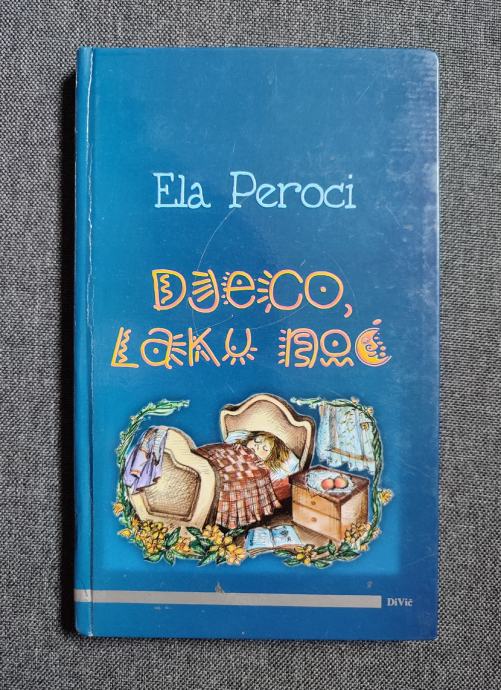 Ela Peroci
Djeco,
laku noć
DiVič